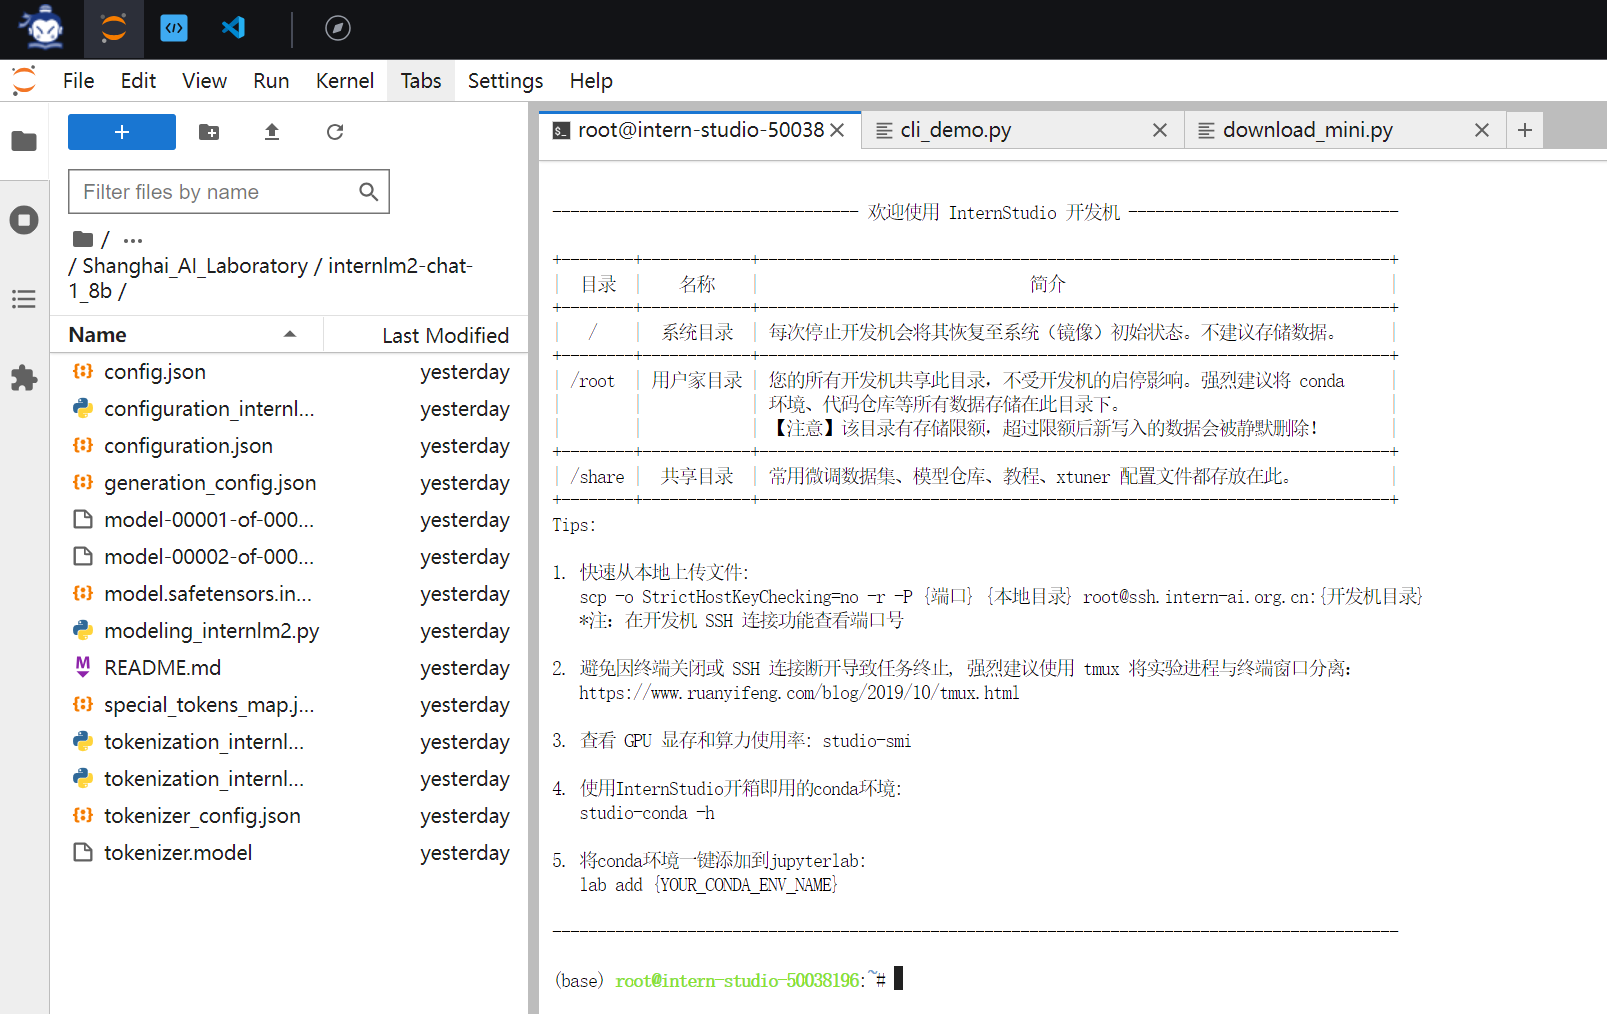 File Edit View Run Kernel Tabs Settings Help
Filter files by name
/ ...
/ Shanghai_AI_Laboratory / internlm2-chat-
1_8b /
Name Last Modified
config.json yesterday
configuration_internl... yesterday
configuration.json yesterday
generation_config.json yesterday
model-00001-of-000... yesterday
model-00002-of-000... yesterday
model.safetensors.in... yesterday
modeling_internlm2.py yesterday
README.md yesterday
special_tokens_map.j... yesterday
tokenization_internl... yesterday
tokenization_internl... yesterday
tokenizer_config.json yesterday
tokenizer.model yesterday
root@intern-studio-50038 cli_demo.py download_mini.py
---------------------------------- 欢迎使用 InternStudio 开发机 ------------------------------
目录 | 名称 | 简介
/ | 系统目录 | 每次停止开发机会将其恢复至系统（镜像）初始状态。不建议存储数据。
/root | 用户家目录 | 您的所有开发机共享此目录，不受开发机的启停影响。强烈建议将 conda
环境、代码仓库等所有数据存储在此目录下。
【注意】该目录有存储限额，超过限额后新写入的数据会被静默删除！
/share | 共享目录 | 常用微调数据集、模型仓库、教程、xtuner 配置文件都存放在此。
Tips:
1. 快速从本地上传文件:
scp -o StrictHostKeyChecking=no -r -P {端口} {本地目录} root@ssh.intern-ai.org.cn:{开发机目录}
*注：在开发机 SSH 连接功能查看端口号
2. 避免因终端关闭或 SSH 连接断开导致任务终止，强烈建议使用 tmux 将实验进程与终端窗口分离：
https://www.ruanyifeng.com/blog/2019/10/tmux.html
3. 查看 GPU 显存和算力使用率: studio-smi
4. 使用InternStudio开箱即用的conda环境:
studio-conda -h
5. 将conda环境一键添加到jupyterlab:
lab add {YOUR_CONDA_ENV_NAME}
----------------------------------------------------------------------------------------------
(base) root@intern-studio-50038196:~#